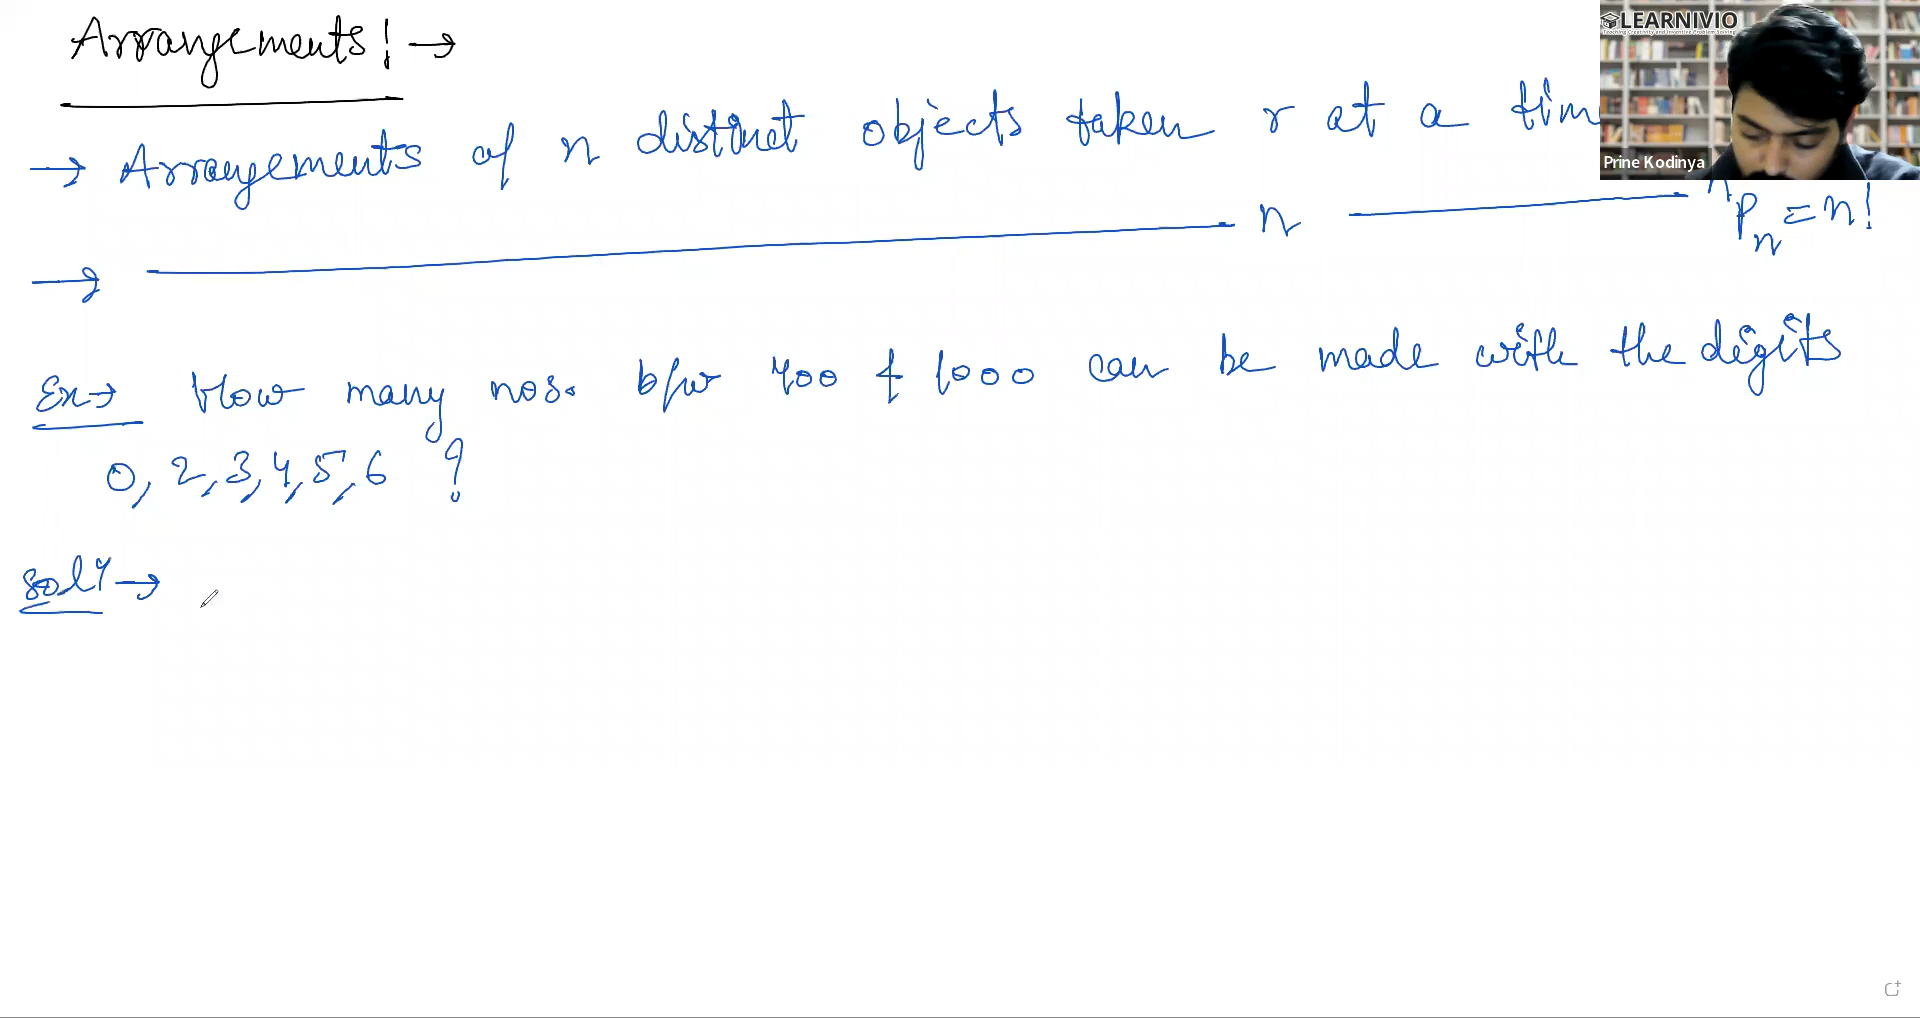 Arrangements! →
LEARNIVIO
→ Arrangements of n distinct objects taken r at a tim
Prine Kodinya
→ ——— n ——— ⁿPₙ = n!
Ex→ How many nos. b/w 400 & 1000 can be made with the digits
0, 2, 3, 4, 5, 6 ?
Solⁿ →